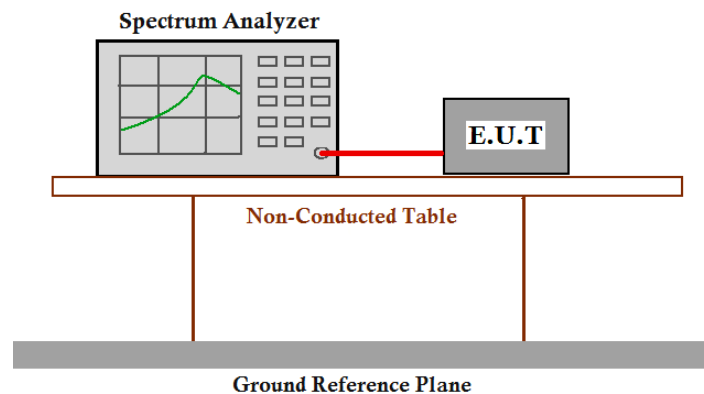 Spectrum Analyzer
E.U.T
Non-Conducted Table
Ground Reference Plane